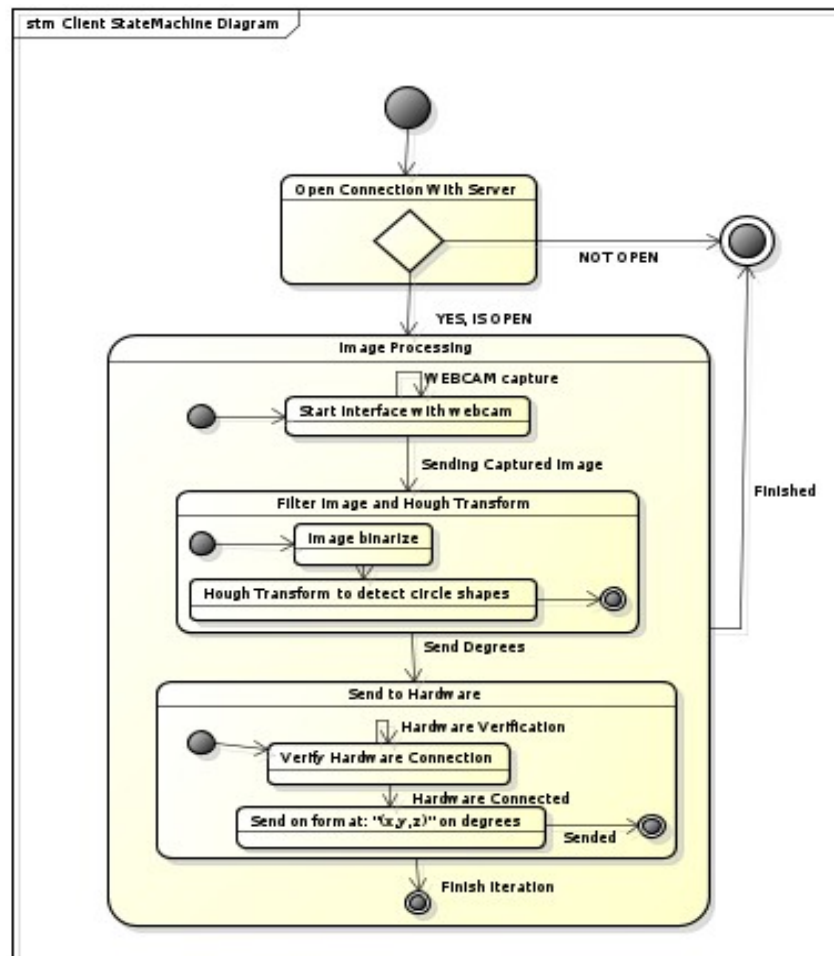 stm Client StateMachine Diagram
Open Connection With Server
NOT OPEN
YES, IS OPEN
Image Processing
WEBCAM capture
Start Interface with webcam
Sending Captured Image
Finished
Filter Image and Hough Transform
Image binarize
Hough Transform to detect circle shapes
Send Degrees
Send to Hardware
Hardware Verification
Verify Hardware Connection
Hardware Connected
Send on format: "(x,y,z)" on degrees
Sended
Finish Iteration